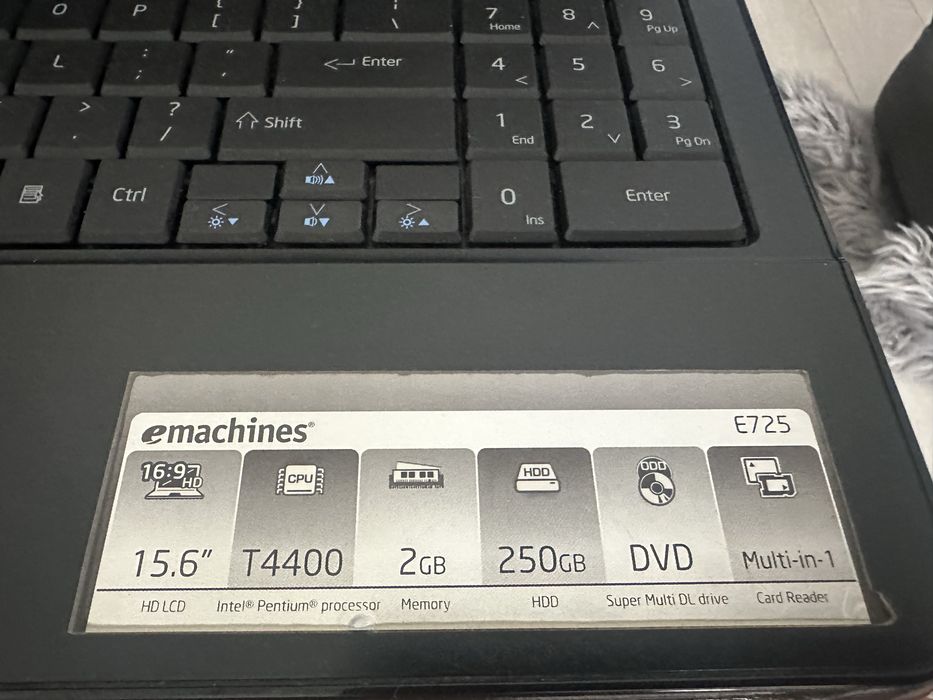 O P { [ } ] \ 7 Home 8 9 Pg Up
L : ; " ' Enter 4 < 5 6 >
> . ? / Shift 1 End 2 3 Pg Dn
Ctrl 0 Ins Enter
emachines® E725
16:9 HD CPU HDD ODD
15.6" T4400 2GB 250GB DVD Multi-in-1
HD LCD Intel® Pentium® processor Memory HDD Super Multi DL drive Card Reader